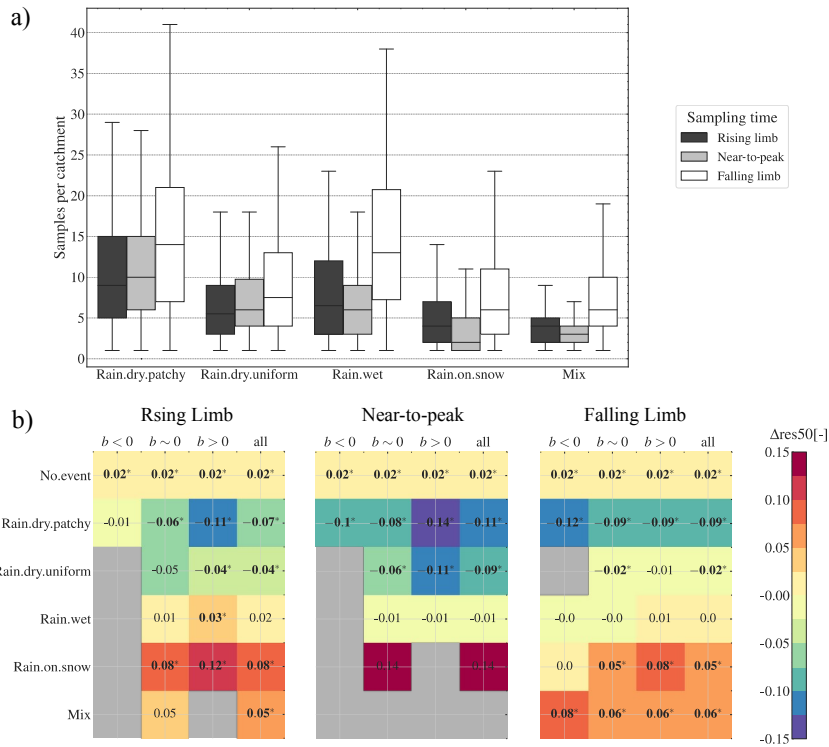 a)
40
35
30
25
20
15
10
5
0
Samples per catchment
Rain.dry.patchy Rain.dry.uniform Rain.wet Rain.on.snow Mix
Sampling time
Rising limb
Near-to-peak
Falling limb
b)
Rsing Limb Near-to-peak Falling Limb
b < 0 b ∼ 0 b > 0 all b < 0 b ∼ 0 b > 0 all b < 0 b ∼ 0 b > 0 all
No.event 0.02* 0.02* 0.02* 0.02* 0.02* 0.02* 0.02* 0.02* 0.02* 0.02* 0.02* 0.02*
Rain.dry.patchy -0.01 −0.06* −0.11* −0.07* −0.1* −0.08* −0.14* −0.11* −0.12* −0.09* −0.09* −0.09*
Rain.dry.uniform -0.05 −0.04* −0.04* −0.06* −0.11* −0.09* −0.02* -0.01 −0.02*
Rain.wet 0.01 0.03* 0.02 -0.01 -0.01 -0.01 -0.0 -0.0 0.01 0.0
Rain.on.snow 0.08* 0.12* 0.08* 0.14 0.14 0.0 0.05* 0.08* 0.05*
Mix 0.05 0.05* 0.08* 0.06* 0.06* 0.06*
Δres50[-]
0.15
0.10
0.05
-0.00
-0.05
-0.10
-0.15